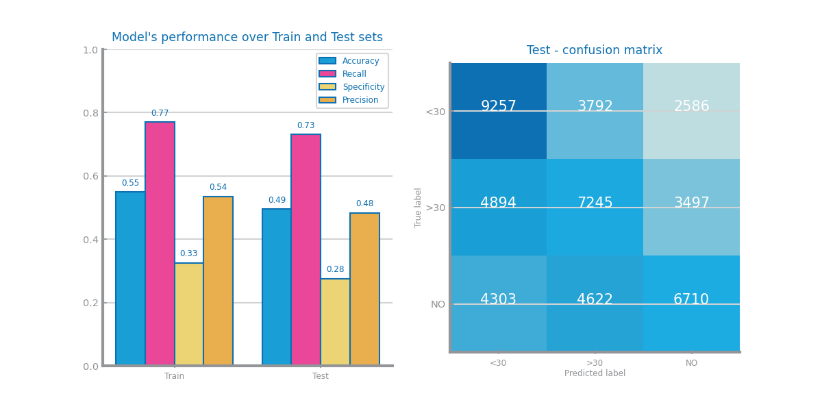 Model's performance over Train and Test sets
1.0
0.8
0.6
0.4
0.2
0.0
Accuracy
Recall
Specificity
Precision
0.55
0.77
0.33
0.54
0.49
0.73
0.28
0.48
Train
Test
Test - confusion matrix
True label
<30
9257 3792 2586
>30
4894 7245 3497
NO
4303 4622 6710
<30 >30 NO
Predicted label